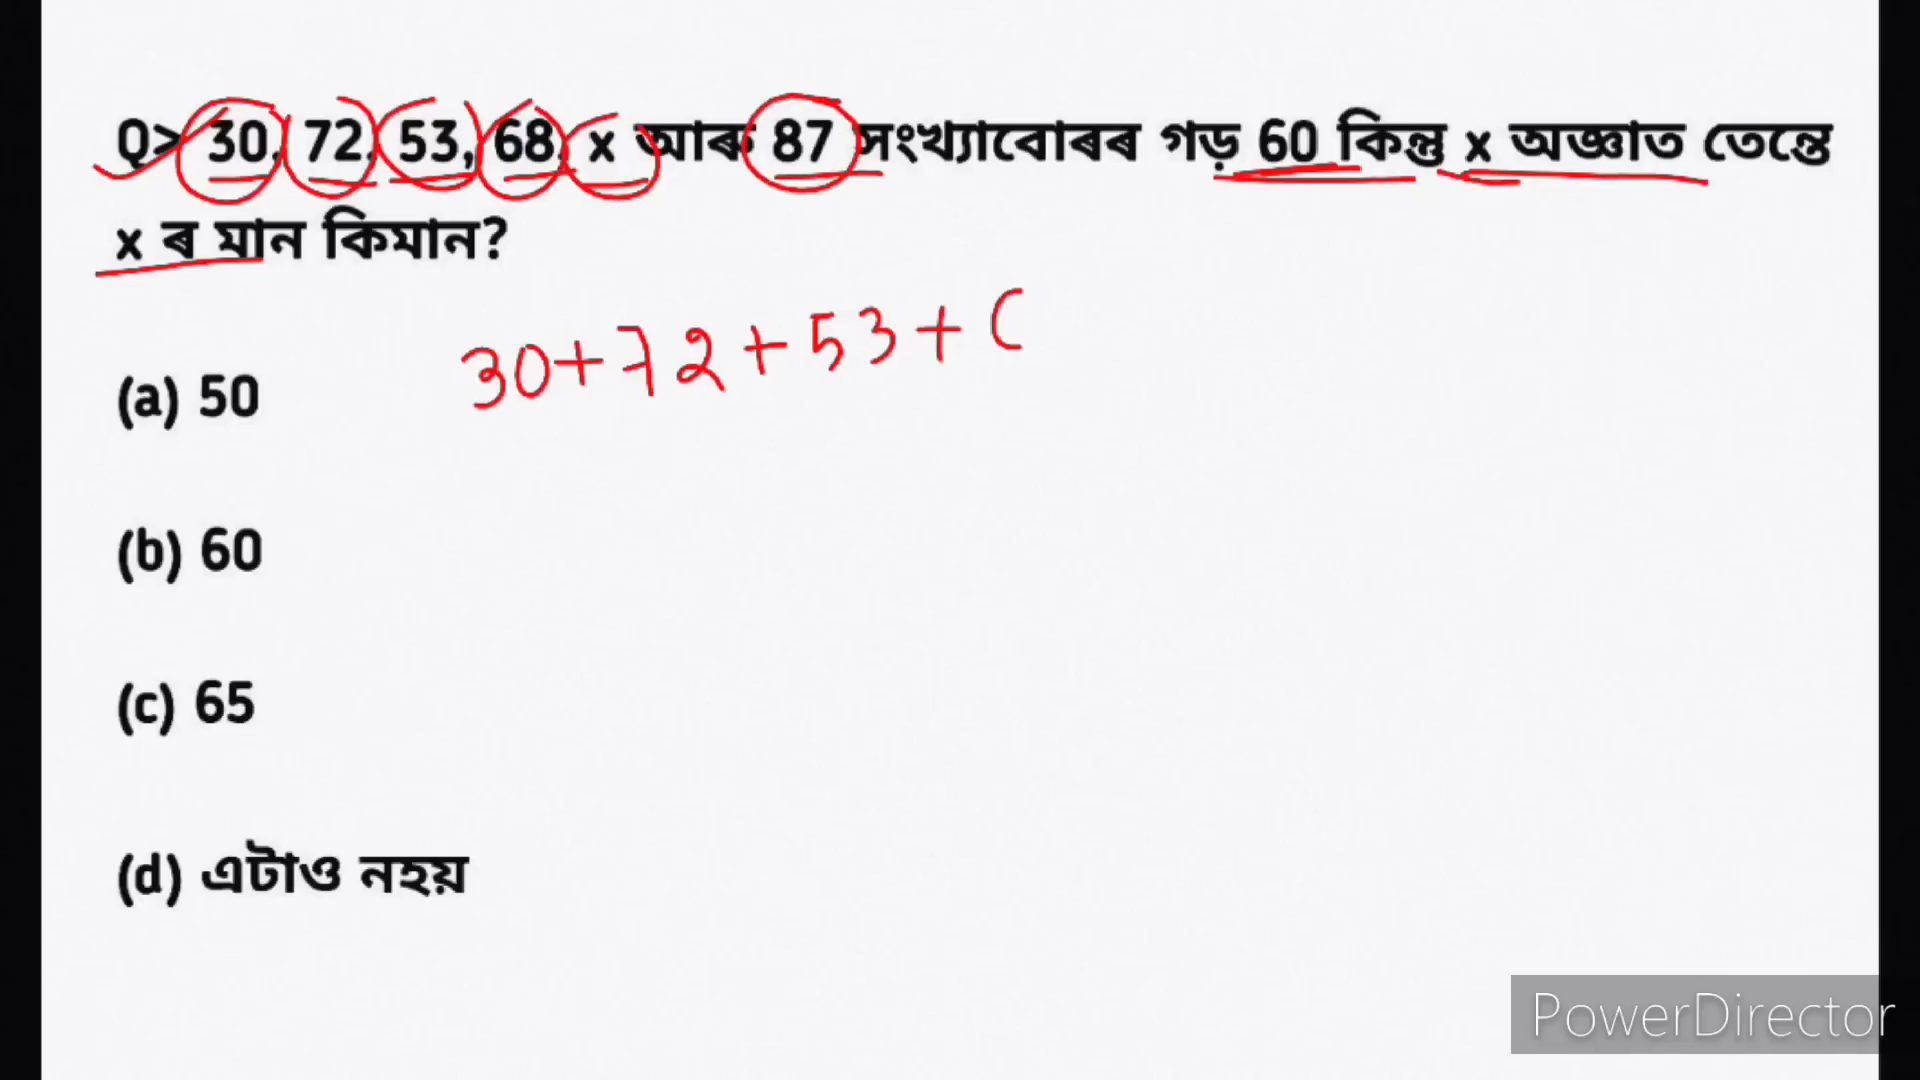 Q> 30, 72, 53, 68, x আৰু 87 সংখ্যাবোৰৰ গড় 60 কিন্তু x অজ্ঞাত তেন্তে
x ৰ মান কিমান?
30+72+53+
(a) 50
(b) 60
(c) 65
(d) এটাও নহয়
PowerDirector